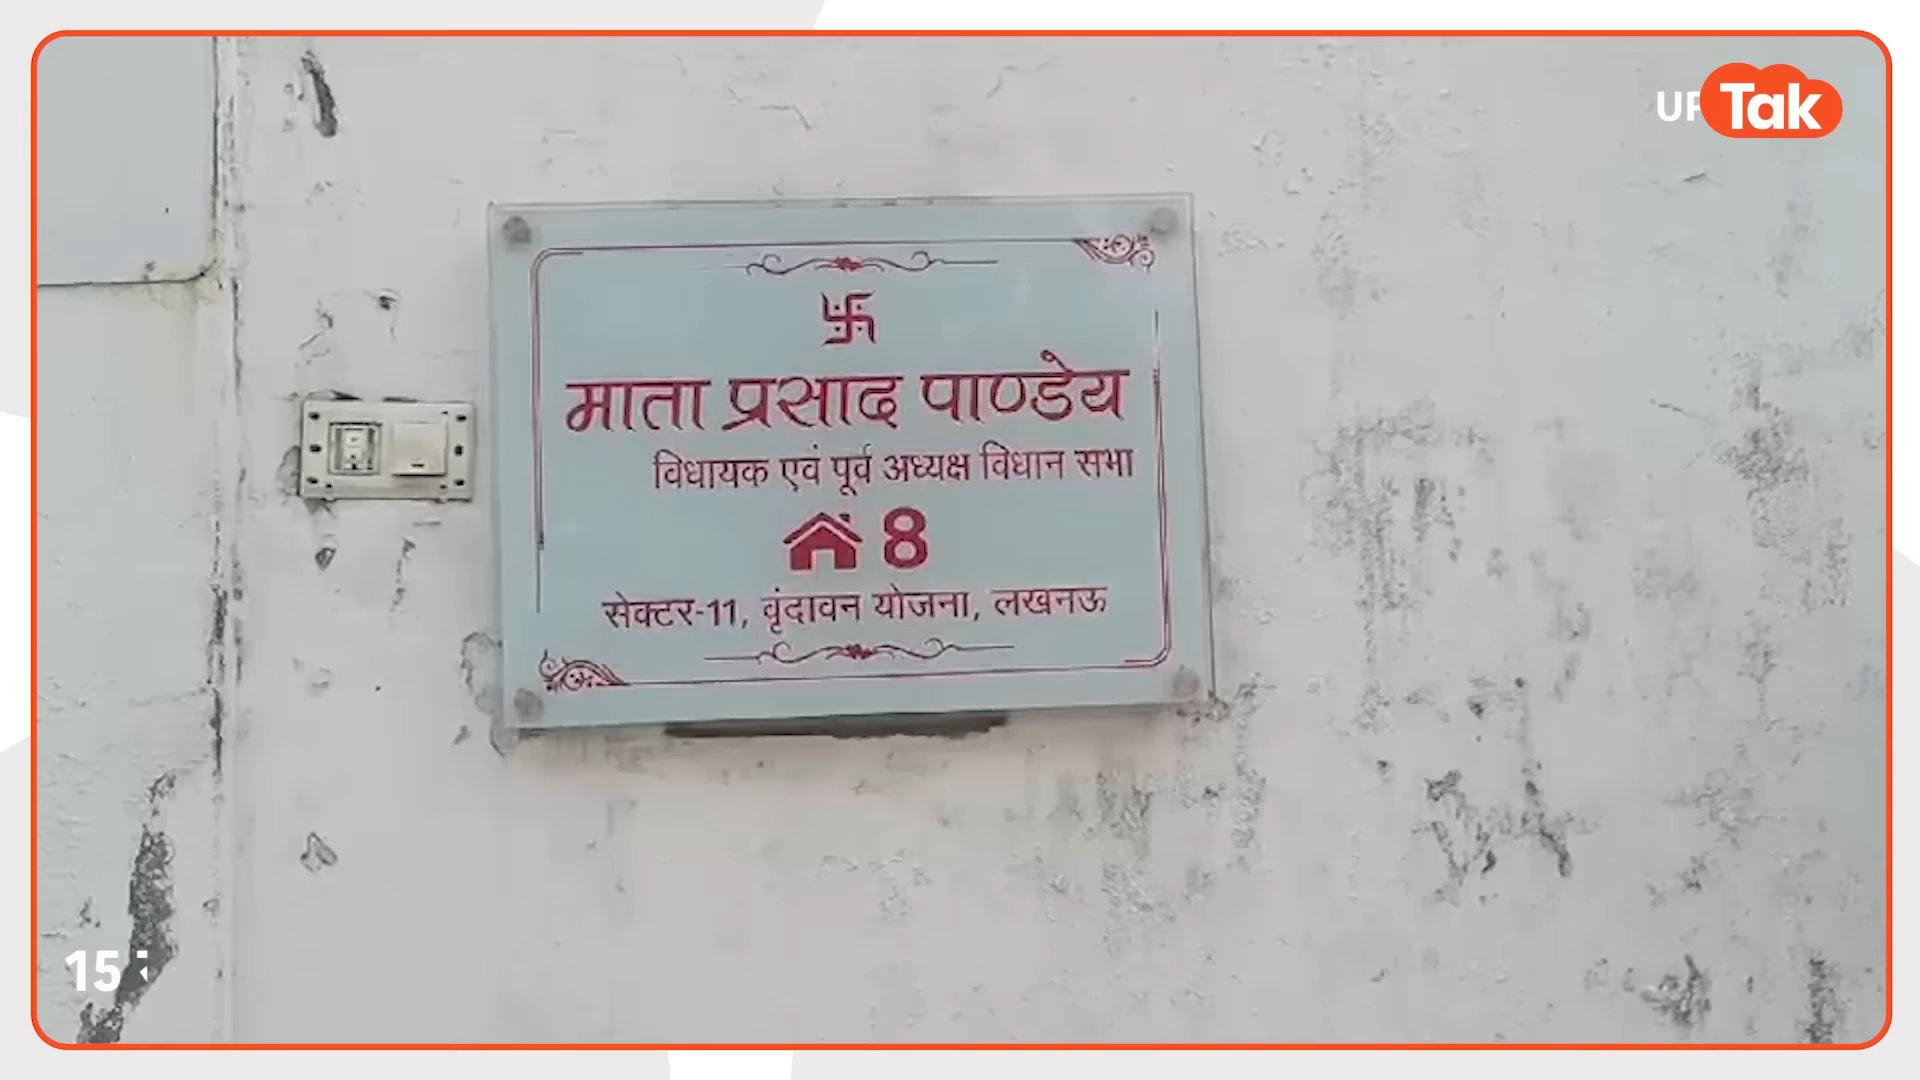 UP Tak
माता प्रसाद पाण्डेय
विधायक एवं पूर्व अध्यक्ष विधान सभा
8
सेक्टर-11, वृंदावन योजना, लखनऊ
15